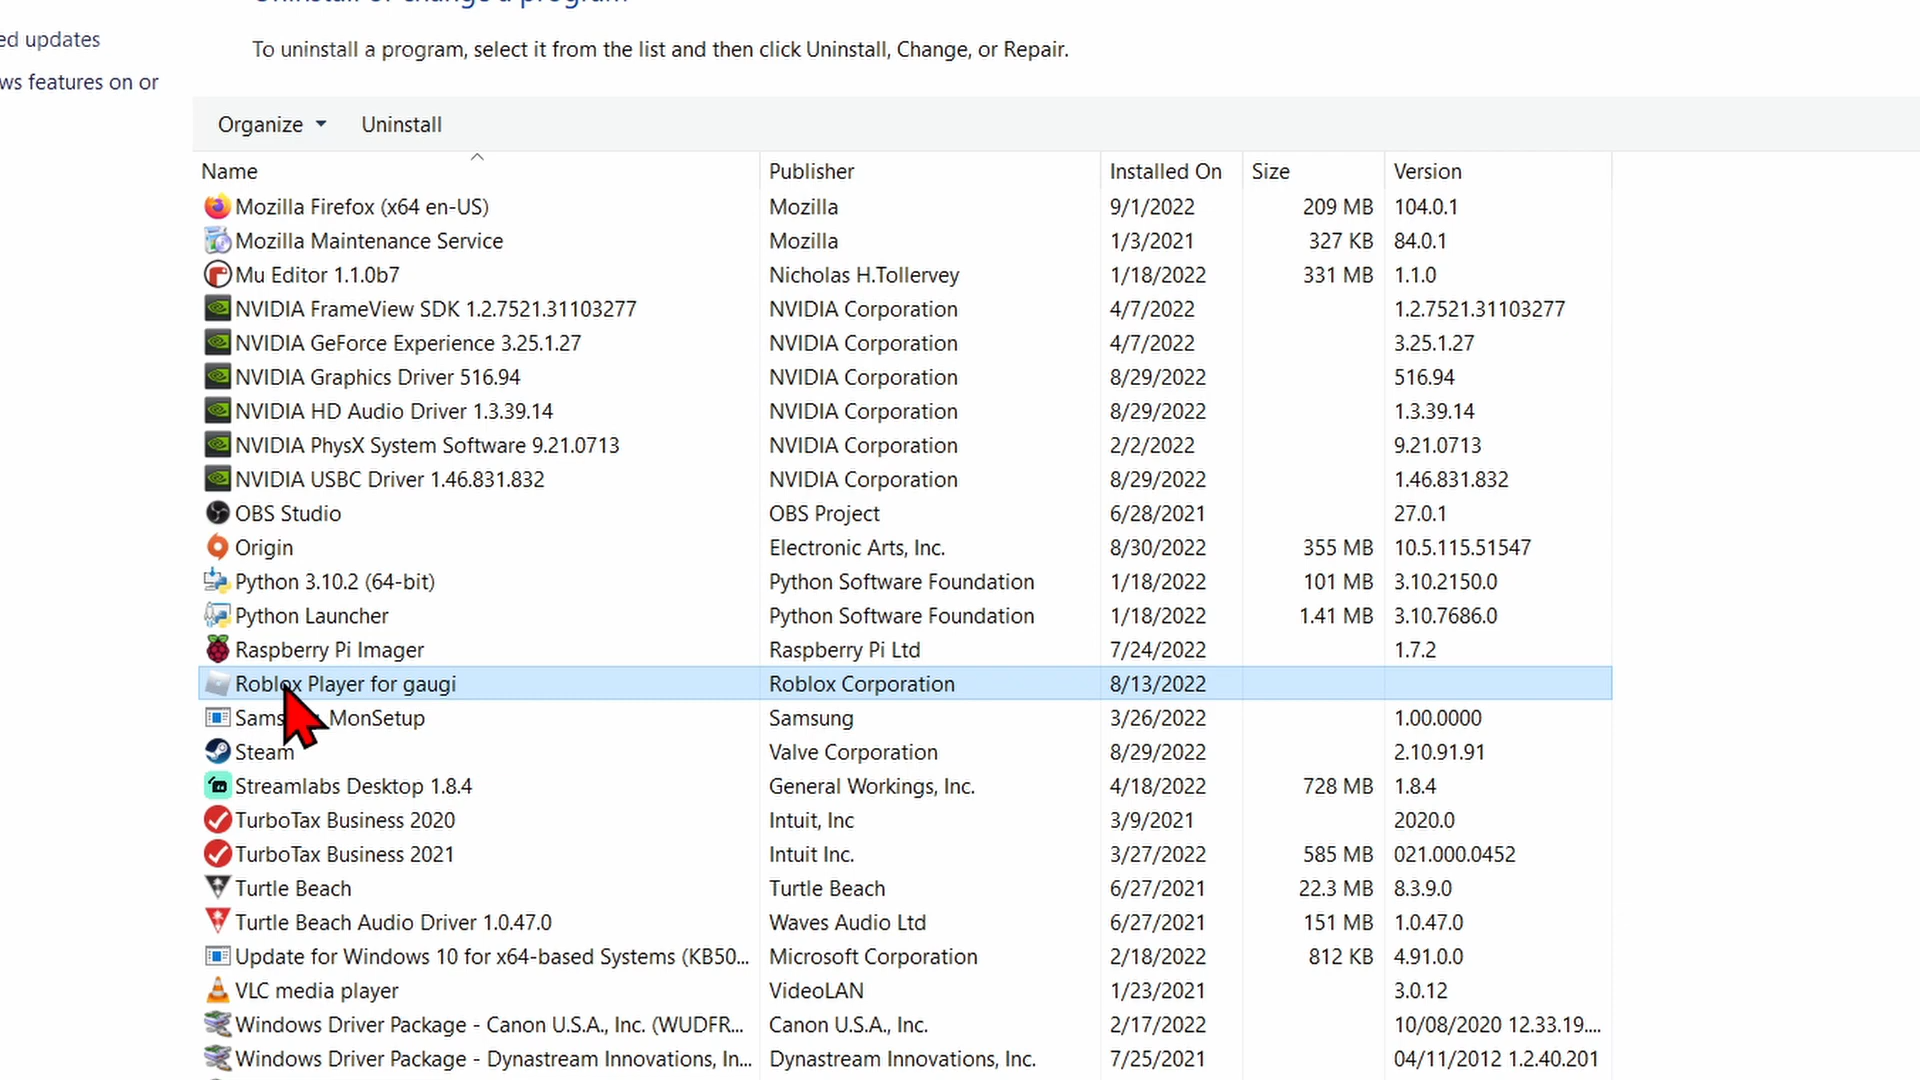 Uninstall or change a program
ed updates
To uninstall a program, select it from the list and then click Uninstall, Change, or Repair.
ws features on or
Organize Uninstall
Name Publisher Installed On Size Version
Mozilla Firefox (x64 en-US) Mozilla 9/1/2022 209 MB 104.0.1
Mozilla Maintenance Service Mozilla 1/3/2021 327 KB 84.0.1
Mu Editor 1.1.0b7 Nicholas H.Tollervey 1/18/2022 331 MB 1.1.0
NVIDIA FrameView SDK 1.2.7521.31103277 NVIDIA Corporation 4/7/2022 1.2.7521.31103277
NVIDIA GeForce Experience 3.25.1.27 NVIDIA Corporation 4/7/2022 3.25.1.27
NVIDIA Graphics Driver 516.94 NVIDIA Corporation 8/29/2022 516.94
NVIDIA HD Audio Driver 1.3.39.14 NVIDIA Corporation 8/29/2022 1.3.39.14
NVIDIA PhysX System Software 9.21.0713 NVIDIA Corporation 2/2/2022 9.21.0713
NVIDIA USBC Driver 1.46.831.832 NVIDIA Corporation 8/29/2022 1.46.831.832
OBS Studio OBS Project 6/28/2021 27.0.1
Origin Electronic Arts, Inc. 8/30/2022 355 MB 10.5.115.51547
Python 3.10.2 (64-bit) Python Software Foundation 1/18/2022 101 MB 3.10.2150.0
Python Launcher Python Software Foundation 1/18/2022 1.41 MB 3.10.7686.0
Raspberry Pi Imager Raspberry Pi Ltd 7/24/2022 1.7.2
Roblox Player for gaugi Roblox Corporation 8/13/2022
Sams MonSetup Samsung 3/26/2022 1.00.0000
Steam Valve Corporation 8/29/2022 2.10.91.91
Streamlabs Desktop 1.8.4 General Workings, Inc. 4/18/2022 728 MB 1.8.4
TurboTax Business 2020 Intuit, Inc 3/9/2021 2020.0
TurboTax Business 2021 Intuit Inc. 3/27/2022 585 MB 021.000.0452
Turtle Beach Turtle Beach 6/27/2021 22.3 MB 8.3.9.0
Turtle Beach Audio Driver 1.0.47.0 Waves Audio Ltd 6/27/2021 151 MB 1.0.47.0
Update for Windows 10 for x64-based Systems (KB50... Microsoft Corporation 2/18/2022 812 KB 4.91.0.0
VLC media player VideoLAN 1/23/2021 3.0.12
Windows Driver Package - Canon U.S.A., Inc. (WUDFR... Canon U.S.A., Inc. 2/17/2022 10/08/2020 12.33.19....
Windows Driver Package - Dynastream Innovations, In... Dynastream Innovations, Inc. 7/25/2021 04/11/2012 1.2.40.201